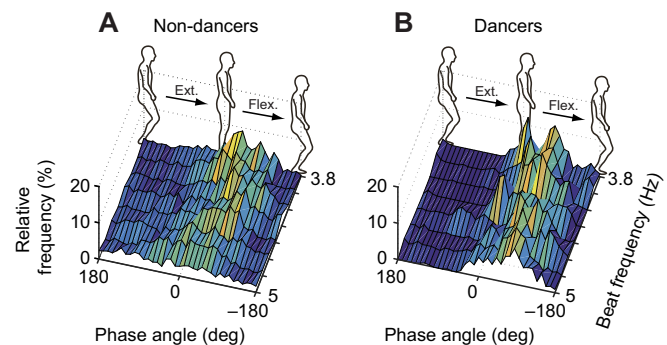 A Non-dancers
B Dancers
Ext.
Flex.
Ext.
Flex.
Relative
frequency (%)
20
10
0
180
0
–180
3.8
5
Phase angle (deg)
20
10
0
180
0
–180
3.8
5
Phase angle (deg)
Beat frequency (Hz)